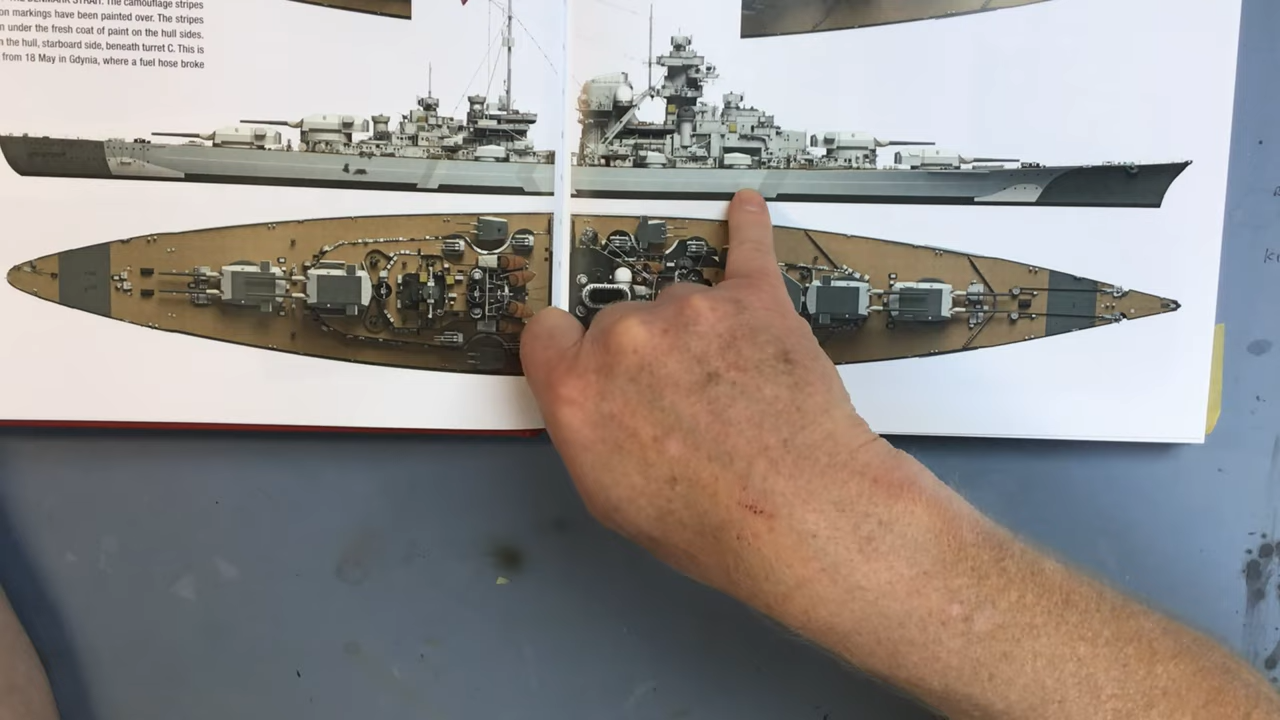 DENMARK STRAIT. The camouflage stripes
on markings have been painted over. The stripes
under the fresh coat of paint on the hull sides.
the hull, starboard side, beneath turret C. This is
from 18 May in Gdynia, where a fuel hose broke